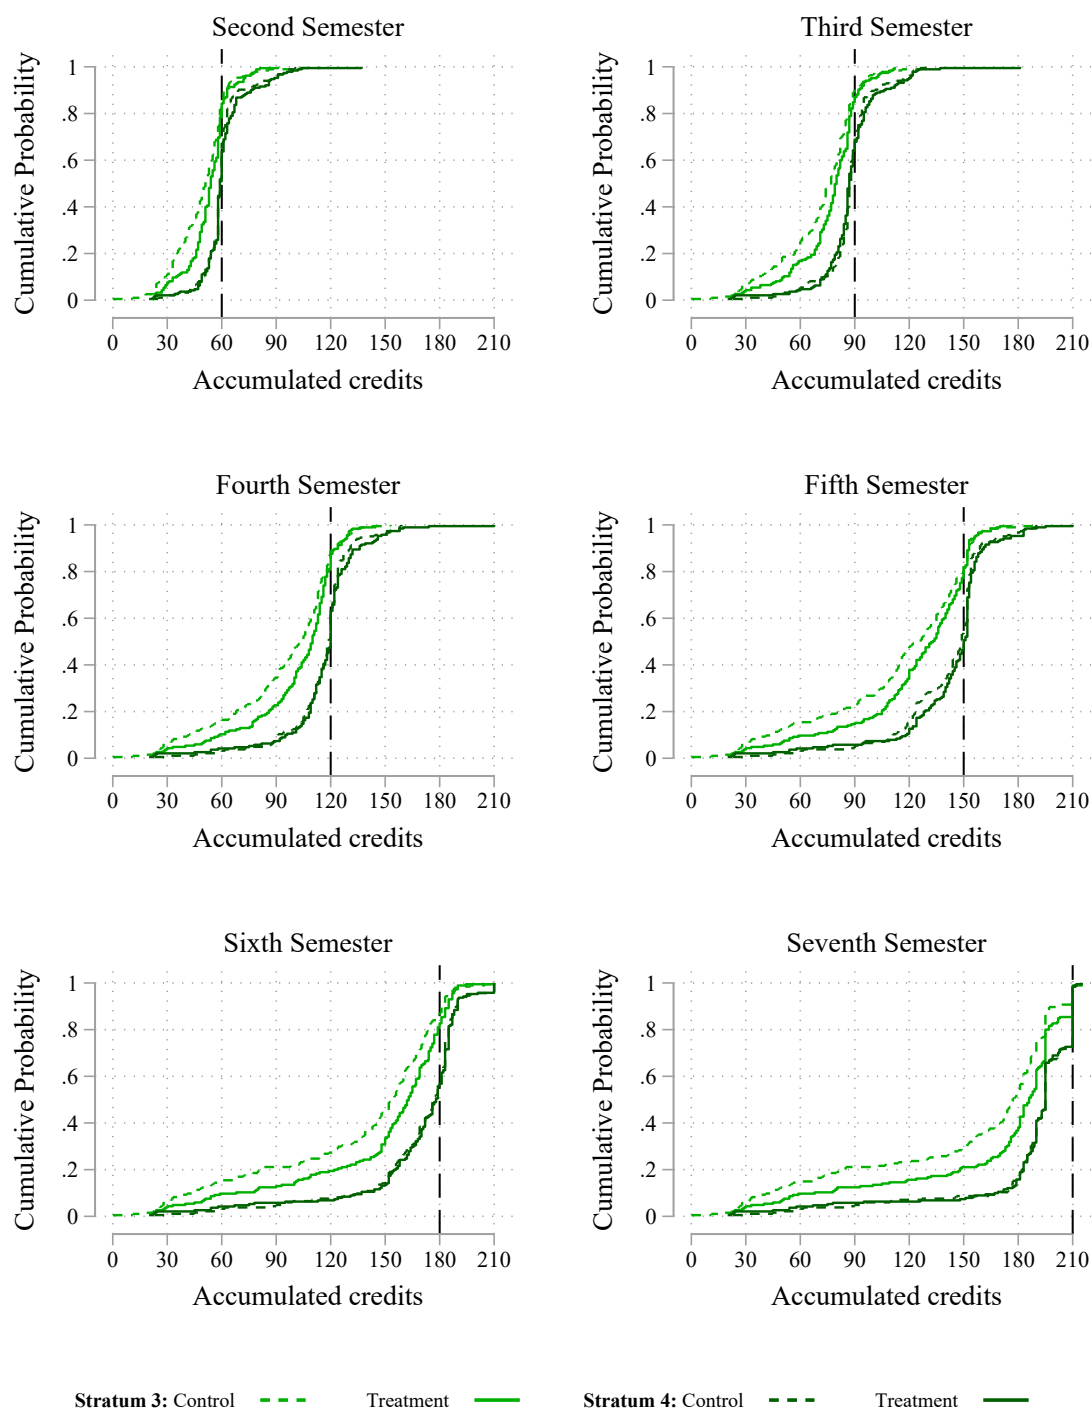 Second Semester
Cumulative Probability
1
.8
.6
.4
.2
0
0 30 60 90 120 150 180 210
Accumulated credits
Third Semester
Cumulative Probability
1
.8
.6
.4
.2
0
0 30 60 90 120 150 180 210
Accumulated credits
Fourth Semester
Cumulative Probability
1
.8
.6
.4
.2
0
0 30 60 90 120 150 180 210
Accumulated credits
Fifth Semester
Cumulative Probability
1
.8
.6
.4
.2
0
0 30 60 90 120 150 180 210
Accumulated credits
Sixth Semester
Cumulative Probability
1
.8
.6
.4
.2
0
0 30 60 90 120 150 180 210
Accumulated credits
Seventh Semester
Cumulative Probability
1
.8
.6
.4
.2
0
0 30 60 90 120 150 180 210
Accumulated credits
Stratum 3: Control Treatment Stratum 4: Control Treatment